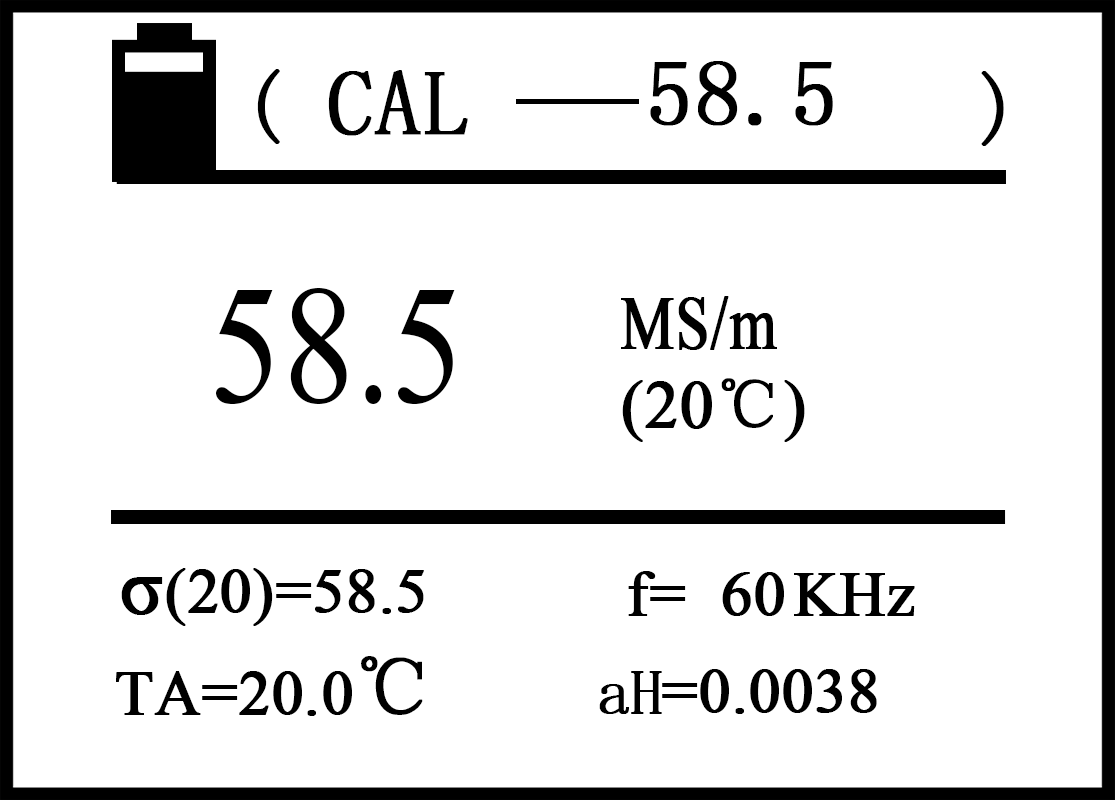 ( CAL —58.5 )
58.5 MS/m
(20℃)
σ(20)=58.5 f= 60KHz
TA=20.0℃ aH=0.0038